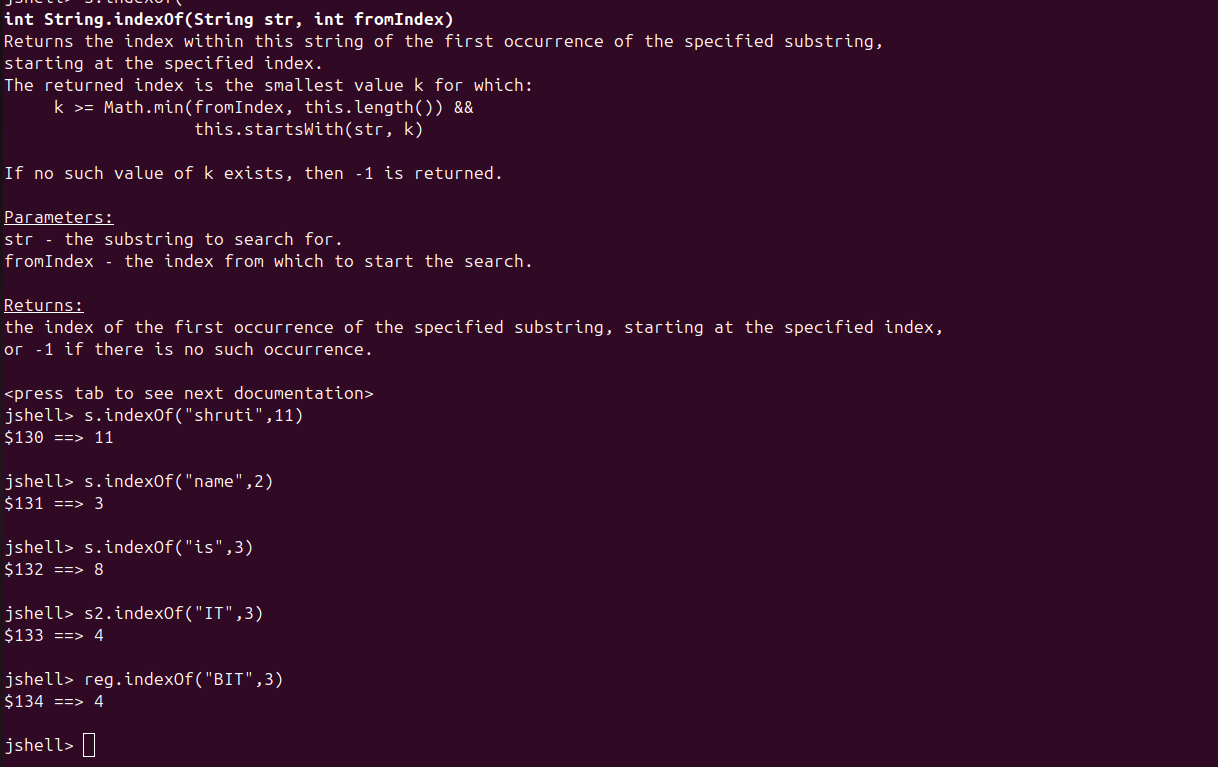 jshell> s.indexOf(
int String.indexOf(String str, int fromIndex)
Returns the index within this string of the first occurrence of the specified substring,
starting at the specified index.
The returned index is the smallest value k for which:
     k >= Math.min(fromIndex, this.length()) &&
                   this.startsWith(str, k)
If no such value of k exists, then -1 is returned.
Parameters:
str - the substring to search for.
fromIndex - the index from which to start the search.
Returns:
the index of the first occurrence of the specified substring, starting at the specified index,
or -1 if there is no such occurrence.
<press tab to see next documentation>
jshell> s.indexOf("shruti",11)
$130 ==> 11
jshell> s.indexOf("name",2)
$131 ==> 3
jshell> s.indexOf("is",3)
$132 ==> 8
jshell> s2.indexOf("IT",3)
$133 ==> 4
jshell> reg.indexOf("BIT",3)
$134 ==> 4
jshell>